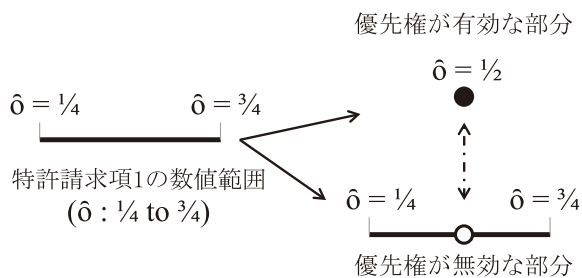 優先権が有効な部分
ô = ½
ô = ¼ ô = ¾
特許請求項1の数値範囲
(ô : ¼ to ¾)
ô = ¼ ô = ¾
優先権が無効な部分